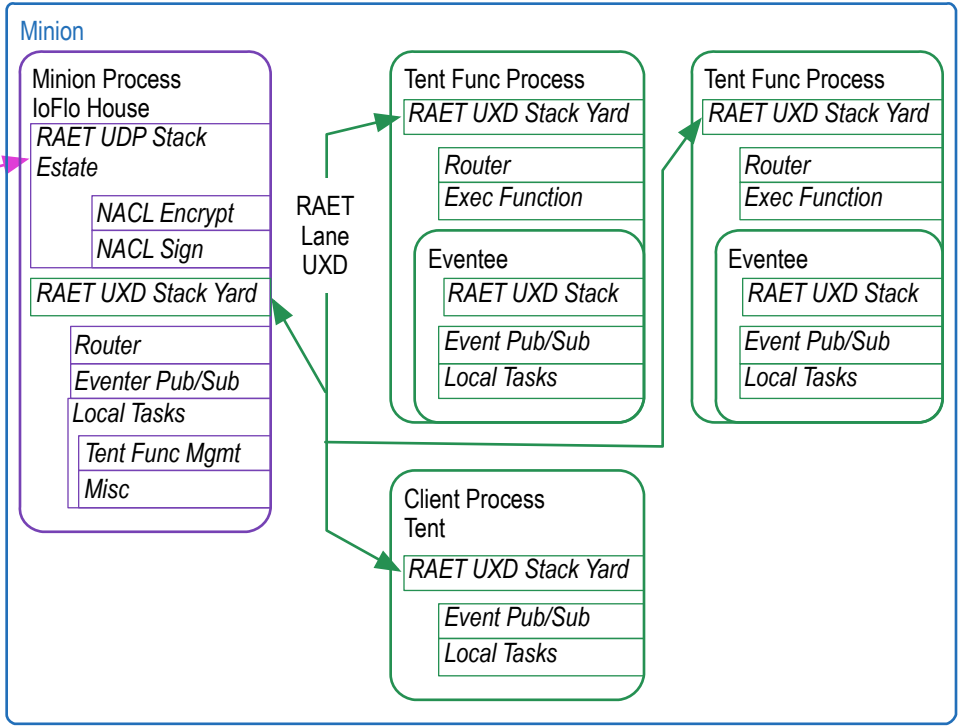 Minion
Minion Process
IoFlo House
RAET UDP Stack
Estate
NACL Encrypt
NACL Sign
RAET UXD Stack Yard
Router
Eventer Pub/Sub
Local Tasks
Tent Func Mgmt
Misc
RAET
Lane
UXD
Tent Func Process
RAET UXD Stack Yard
Router
Exec Function
Eventee
RAET UXD Stack
Event Pub/Sub
Local Tasks
Tent Func Process
RAET UXD Stack Yard
Router
Exec Function
Eventee
RAET UXD Stack
Event Pub/Sub
Local Tasks
Client Process
Tent
RAET UXD Stack Yard
Event Pub/Sub
Local Tasks